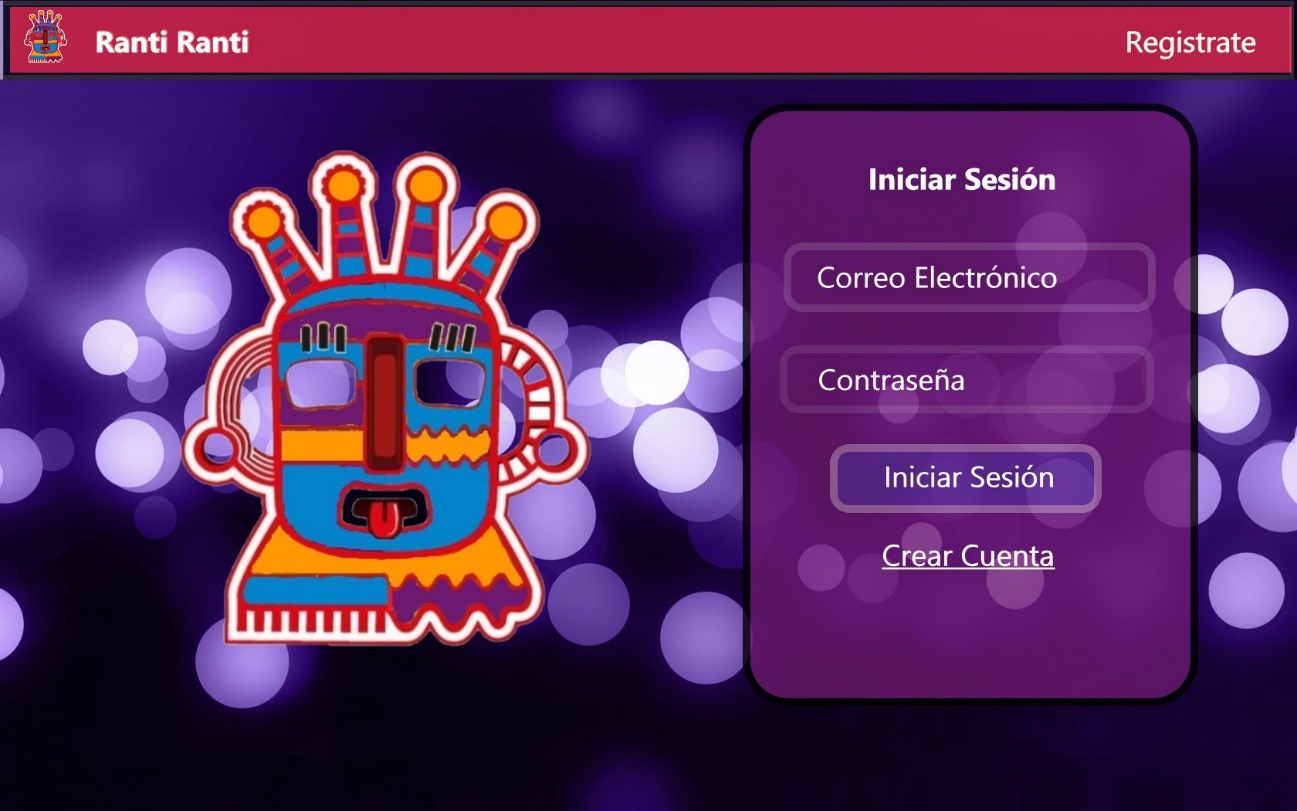 Ranti Ranti
Registrate
Iniciar Sesión
Correo Electrónico
Contraseña
Iniciar Sesión
Crear Cuenta